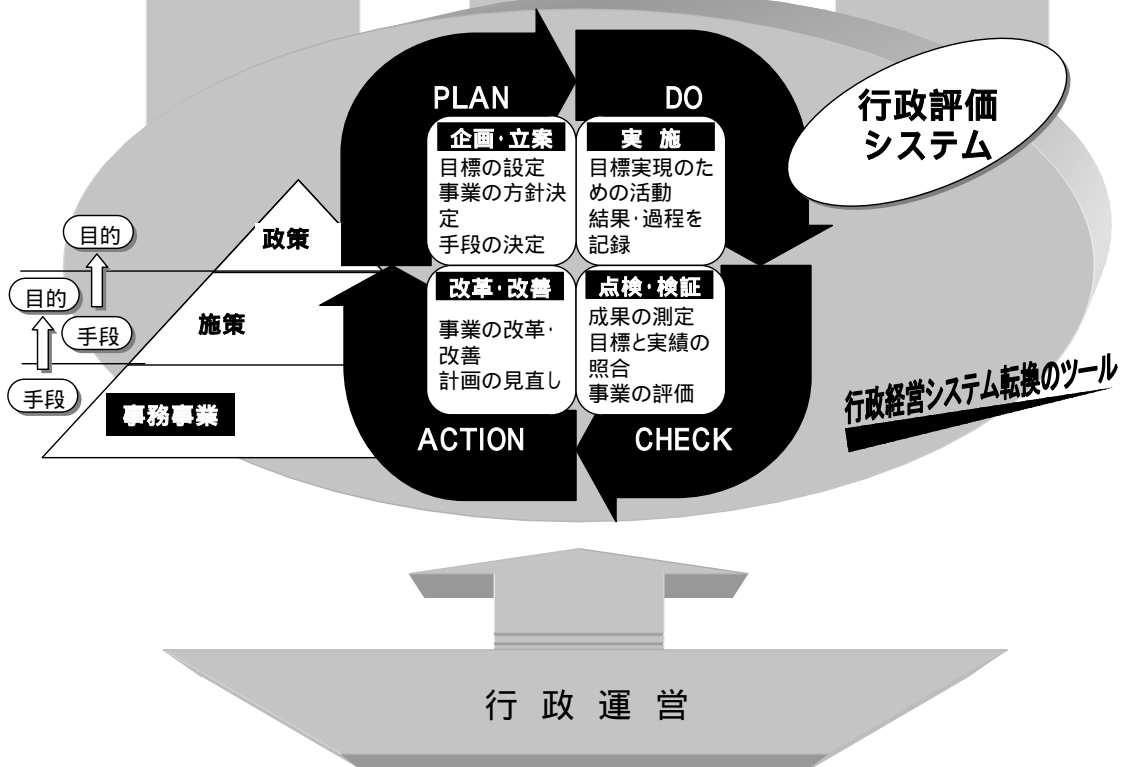 PLAN
企画・立案
目標の設定
事業の方針決
定
手段の決定
DO
実 施
目標実現のた
めの活動
結果・過程を
記録
行政評価
システム
目的
政策
目的
手段
施策
手段
事務事業
改革・改善
事業の改革・
改善
計画の見直し
ACTION
点検・検証
成果の測定
目標と実績の
照合
事業の評価
CHECK
行政経営システム転換のツール
行 政 運 営